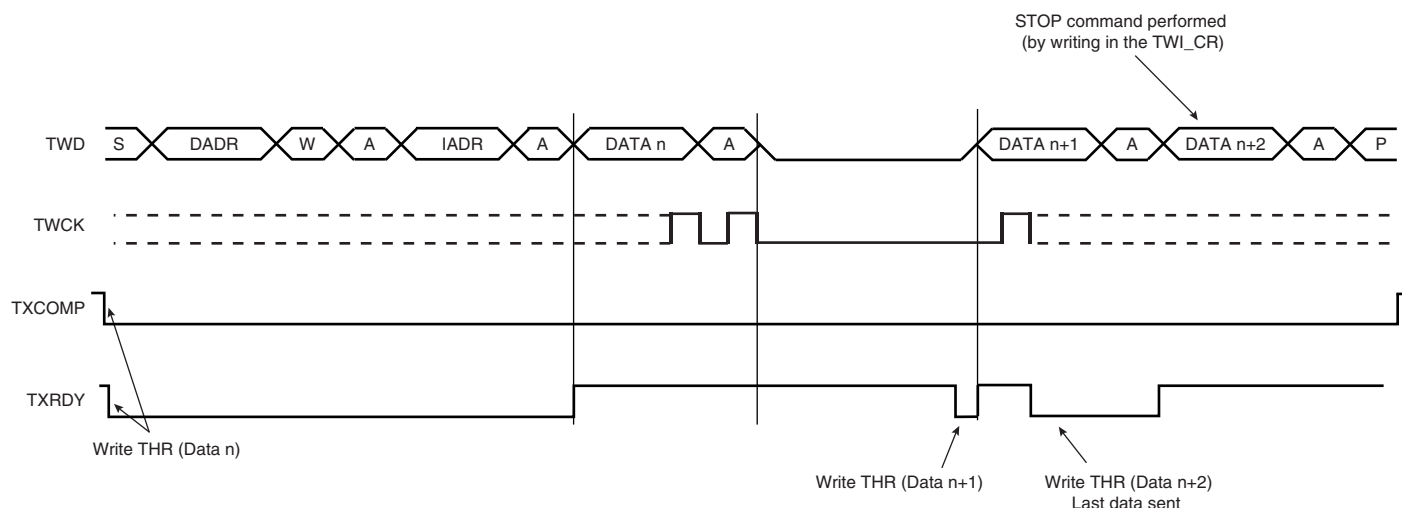 STOP command performed
(by writing in the TWI_CR)
TWD S DADR W A IADR A DATA n A DATA n+1 A DATA n+2 A P
TWCK
TXCOMP
TXRDY
Write THR (Data n)
Write THR (Data n+1)
Write THR (Data n+2)
Last data sent